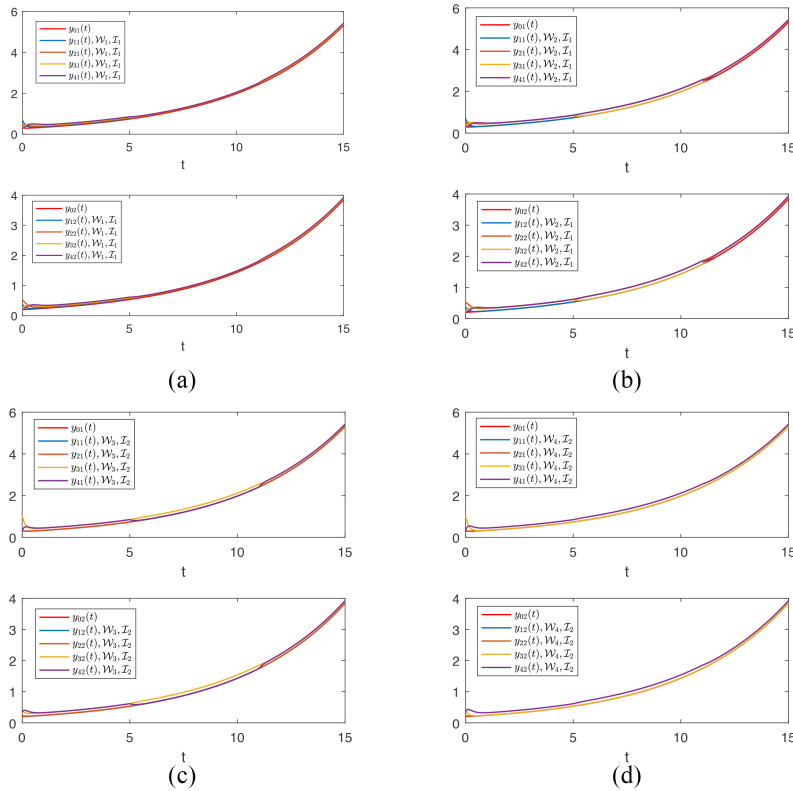 6
4
2
0
y₀₁(t)
y₁₁(t), 𝒲₁, ℐ₁
y₂₁(t), 𝒲₁, ℐ₁
y₃₁(t), 𝒲₁, ℐ₁
y₄₁(t), 𝒲₁, ℐ₁
0 5 10 15
t
4
3
2
1
0
y₀₂(t)
y₁₂(t), 𝒲₁, ℐ₁
y₂₂(t), 𝒲₁, ℐ₁
y₃₂(t), 𝒲₁, ℐ₁
y₄₂(t), 𝒲₁, ℐ₁
0 5 10 15
t
(a)
6
4
2
0
y₀₁(t)
y₁₁(t), 𝒲₂, ℐ₁
y₂₁(t), 𝒲₂, ℐ₁
y₃₁(t), 𝒲₂, ℐ₁
y₄₁(t), 𝒲₂, ℐ₁
0 5 10 15
t
4
3
2
1
0
y₀₂(t)
y₁₂(t), 𝒲₂, ℐ₁
y₂₂(t), 𝒲₂, ℐ₁
y₃₂(t), 𝒲₂, ℐ₁
y₄₂(t), 𝒲₂, ℐ₁
0 5 10 15
t
(b)
6
4
2
0
y₀₁(t)
y₁₁(t), 𝒲₃, ℐ₂
y₂₁(t), 𝒲₃, ℐ₂
y₃₁(t), 𝒲₃, ℐ₂
y₄₁(t), 𝒲₃, ℐ₂
0 5 10 15
t
4
3
2
1
0
y₀₂(t)
y₁₂(t), 𝒲₃, ℐ₂
y₂₂(t), 𝒲₃, ℐ₂
y₃₂(t), 𝒲₃, ℐ₂
y₄₂(t), 𝒲₃, ℐ₂
0 5 10 15
t
(c)
6
4
2
0
y₀₁(t)
y₁₁(t), 𝒲₄, ℐ₂
y₂₁(t), 𝒲₄, ℐ₂
y₃₁(t), 𝒲₄, ℐ₂
y₄₁(t), 𝒲₄, ℐ₂
0 5 10 15
t
4
3
2
1
0
y₀₂(t)
y₁₂(t), 𝒲₄, ℐ₂
y₂₂(t), 𝒲₄, ℐ₂
y₃₂(t), 𝒲₄, ℐ₂
y₄₂(t), 𝒲₄, ℐ₂
0 5 10 15
t
(d)